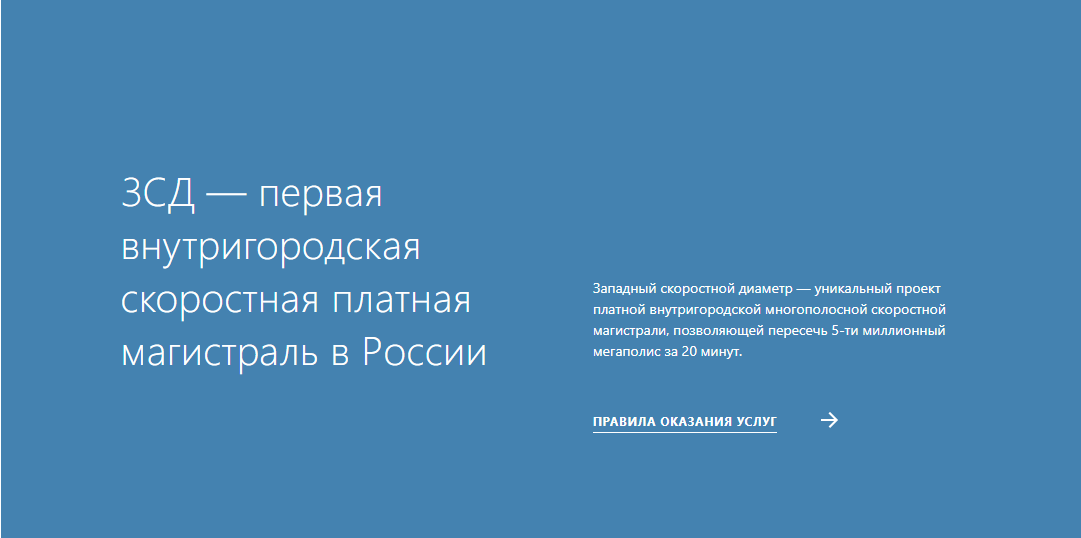 ЗСД — первая
внутригородская
скоростная платная
магистраль в России
Западный скоростной диаметр — уникальный проект
платной внутригородской многополосной скоростной
магистрали, позволяющей пересечь 5-ти миллионный
мегаполис за 20 минут.
ПРАВИЛА ОКАЗАНИЯ УСЛУГ →